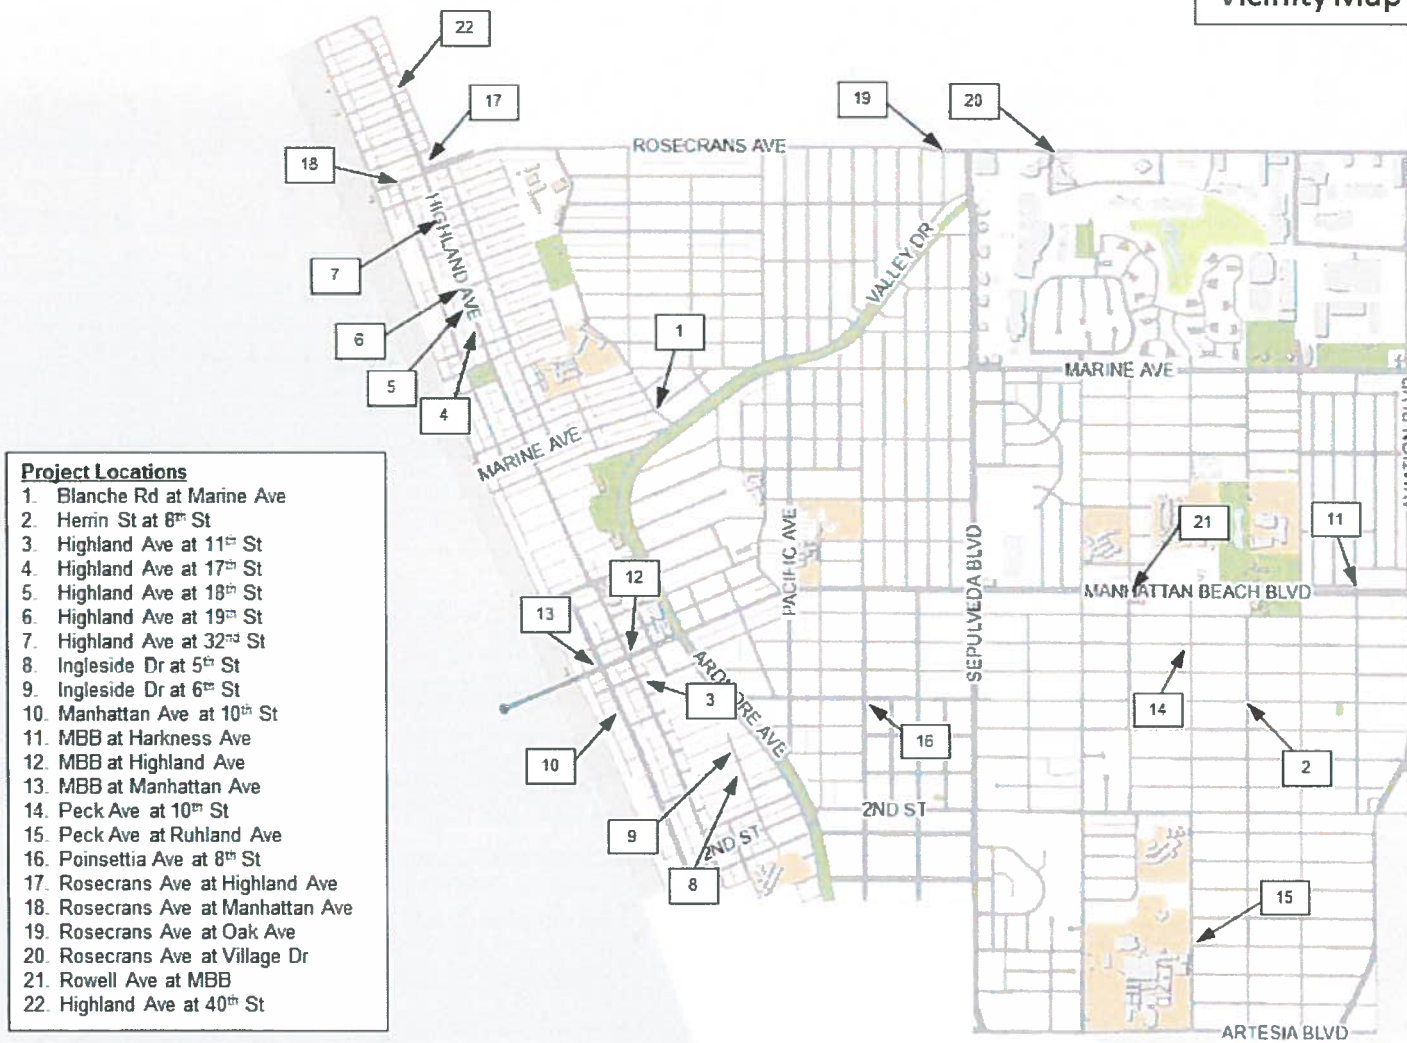 Vicinity Map
22
17
19
20
18
ROSECRANS AVE
HIGHLAND AVE
VALLEY DR
7
6
1
5
4
MARINE AVE
MARINE AVE
Project Locations
1. Blanche Rd at Marine Ave
2. Herrin St at 8th St
3. Highland Ave at 11th St
4. Highland Ave at 17th St
5. Highland Ave at 18th St
6. Highland Ave at 19th St
7. Highland Ave at 32nd St
8. Ingleside Dr at 5th St
9. Ingleside Dr at 6th St
10. Manhattan Ave at 10th St
11. MBB at Harkness Ave
12. MBB at Highland Ave
13. MBB at Manhattan Ave
14. Peck Ave at 10th St
15. Peck Ave at Ruhland Ave
16. Poinsettia Ave at 8th St
17. Rosecrans Ave at Highland Ave
18. Rosecrans Ave at Manhattan Ave
19. Rosecrans Ave at Oak Ave
20. Rosecrans Ave at Village Dr
21. Rowell Ave at MBB
22. Highland Ave at 40th St
21
11
PACIFIC AVE
SEPULVEDA BLVD
MANHATTAN BEACH BLVD
12
13
ARDMORE AVE
3
14
16
10
2
9
2ND ST
2ND ST
8
15
ARTESIA BLVD